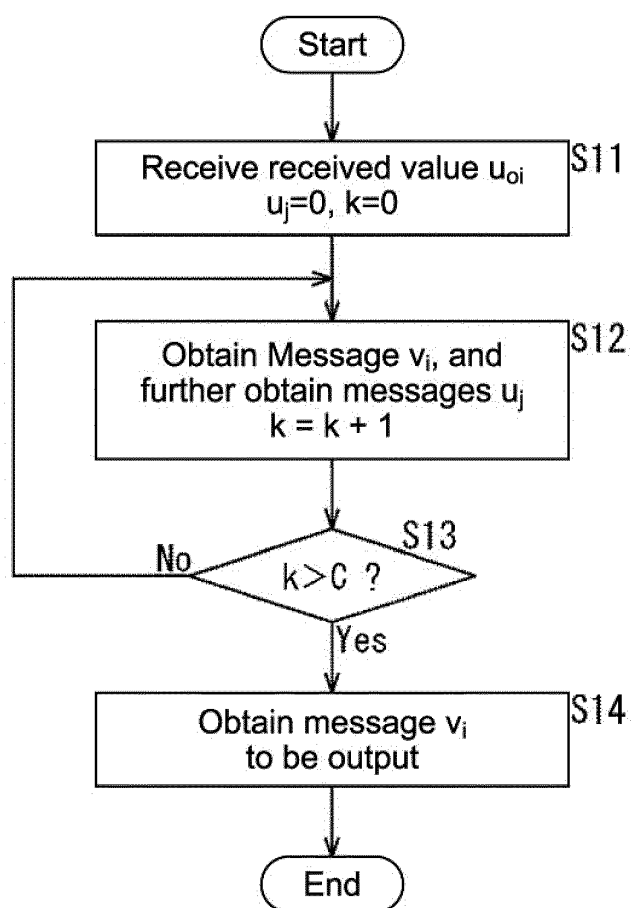 Start
S11
Receive received value u₀ᵢ
uⱼ=0, k=0
S12
Obtain Message vᵢ, and
further obtain messages uⱼ
k = k + 1
S13
No
k>C ?
Yes
S14
Obtain message vᵢ
to be output
End